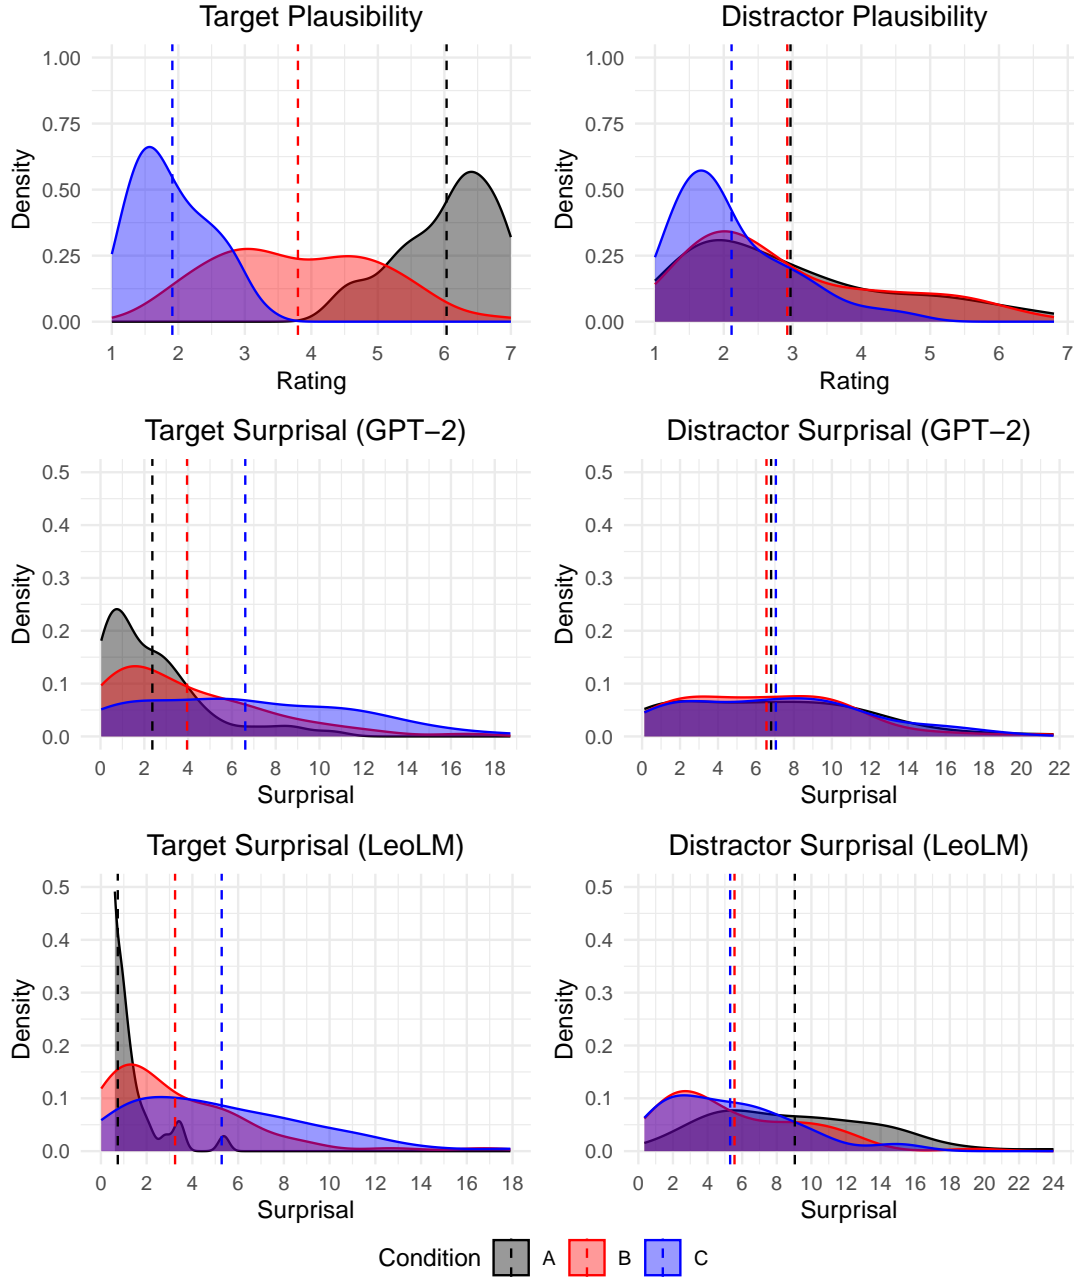 Target Plausibility
Distractor Plausibility
1.00
0.75
0.50
0.25
0.00
Density
1 2 3 4 5 6 7
Rating
1.00
0.75
0.50
0.25
0.00
Density
1 2 3 4 5 6 7
Rating
Target Surprisal (GPT−2)
Distractor Surprisal (GPT−2)
0.5
0.4
0.3
0.2
0.1
0.0
Density
0 2 4 6 8 10 12 14 16 18
Surprisal
0.5
0.4
0.3
0.2
0.1
0.0
Density
0 2 4 6 8 10 12 14 16 18 20 22
Surprisal
Target Surprisal (LeoLM)
Distractor Surprisal (LeoLM)
0.5
0.4
0.3
0.2
0.1
0.0
Density
0 2 4 6 8 10 12 14 16 18
Surprisal
0.5
0.4
0.3
0.2
0.1
0.0
Density
0 2 4 6 8 10 12 14 16 18 20 22 24
Surprisal
Condition A B C